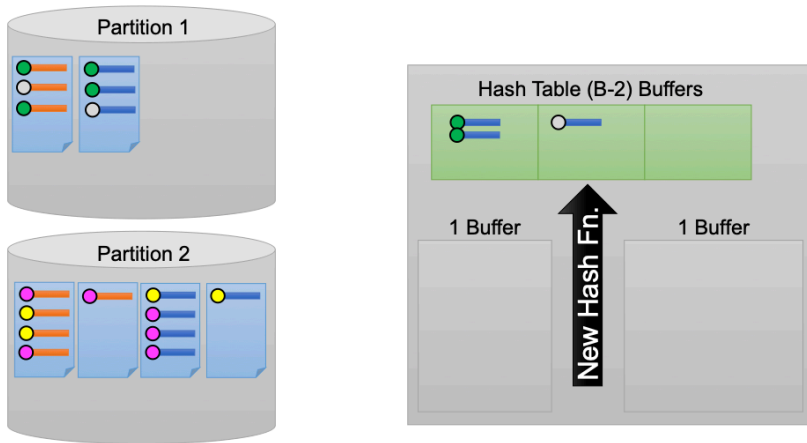 Partition 1
Partition 2
Hash Table (B-2) Buffers
1 Buffer
New Hash Fn.
1 Buffer